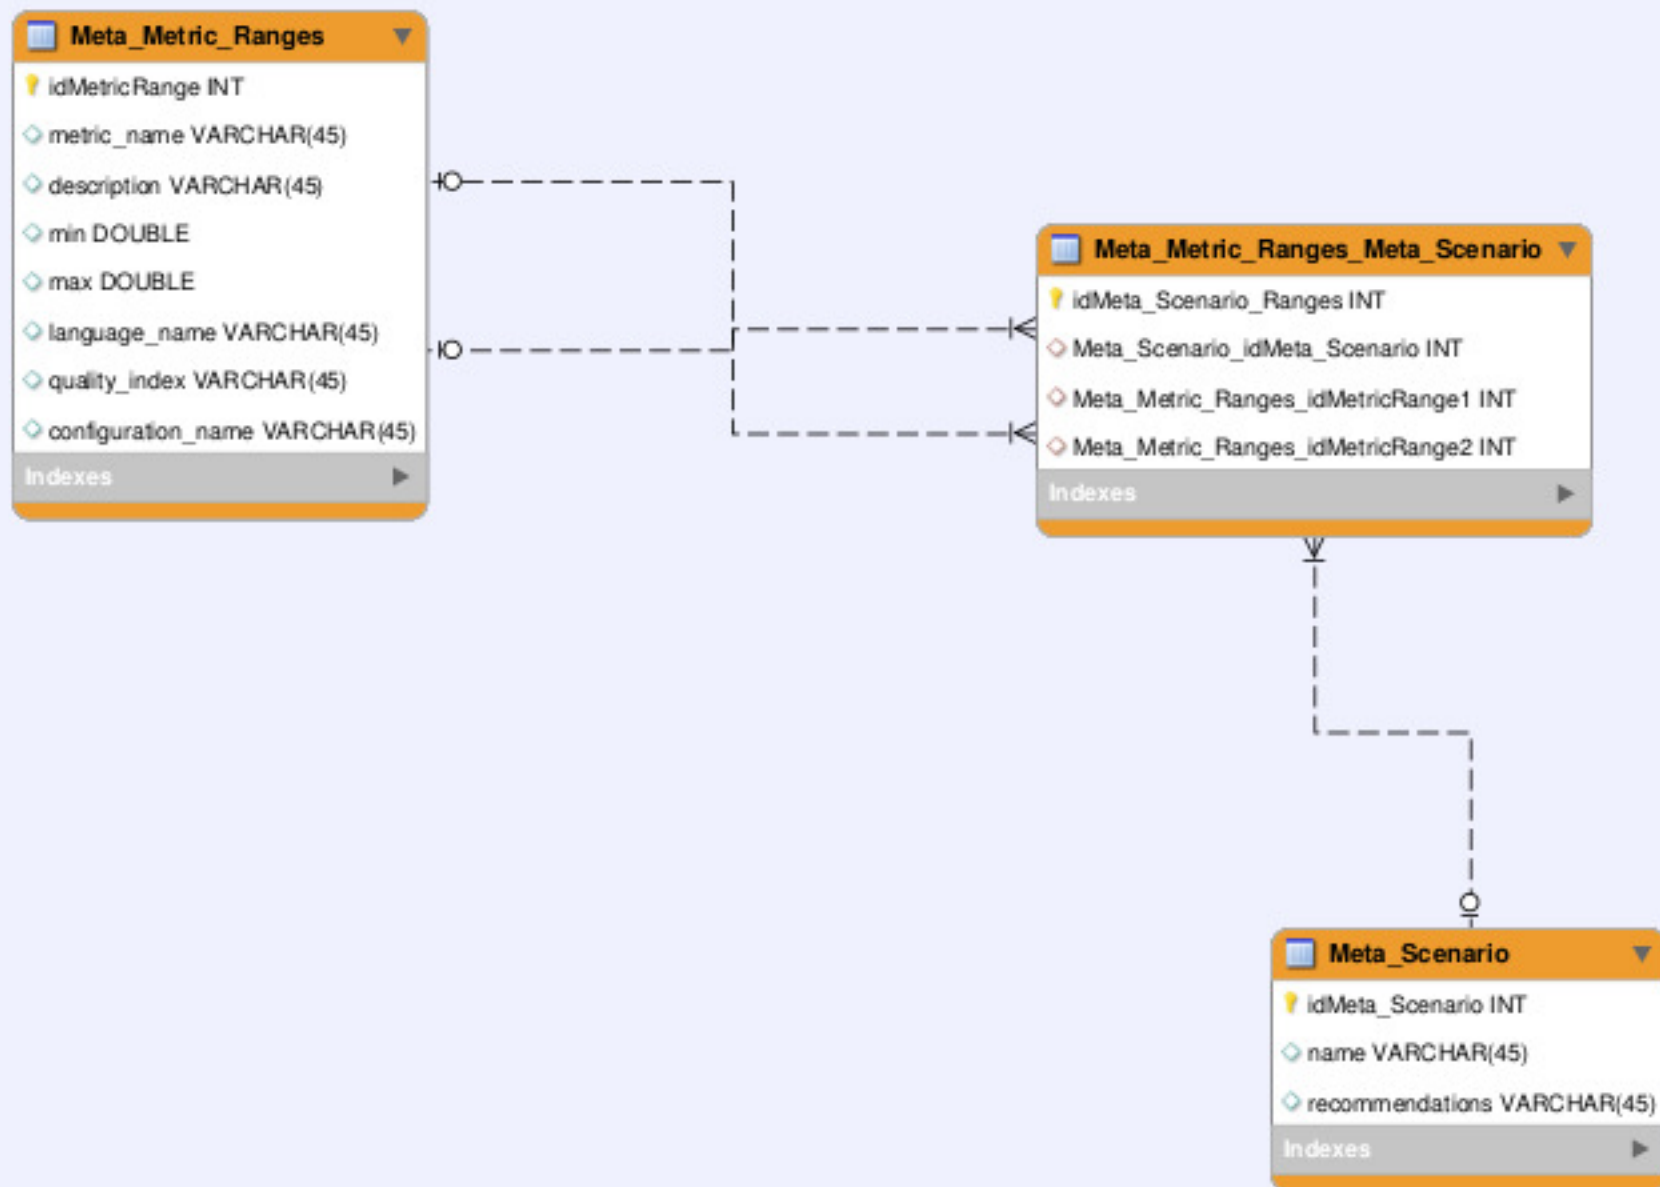 Meta_Metric_Ranges
idMetricRange INT
metric_name VARCHAR(45)
description VARCHAR(45)
min DOUBLE
max DOUBLE
language_name VARCHAR(45)
quality_index VARCHAR(45)
configuration_name VARCHAR(45)
Indexes
Meta_Metric_Ranges_Meta_Scenario
idMeta_Scenario_Ranges INT
Meta_Scenario_idMeta_Scenario INT
Meta_Metric_Ranges_idMetricRange1 INT
Meta_Metric_Ranges_idMetricRange2 INT
Indexes
Meta_Scenario
idMeta_Scenario INT
name VARCHAR(45)
recommendations VARCHAR(45)
Indexes